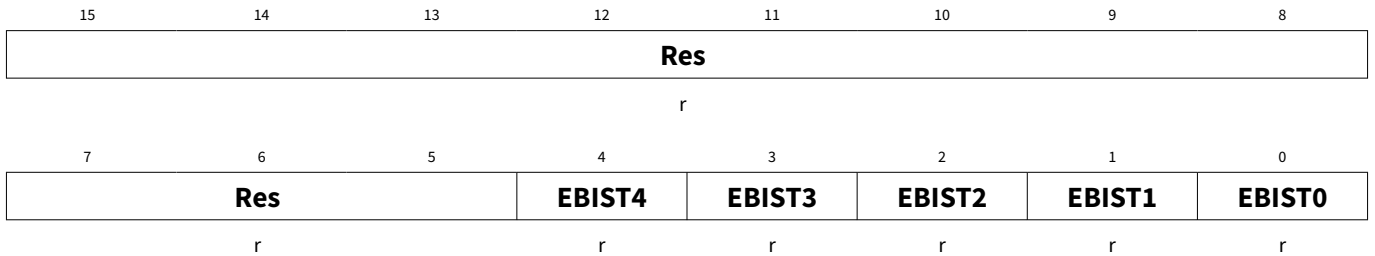 15 14 13 12 11 10 9 8
Res
r
7 6 5 4 3 2 1 0
Res EBIST4 EBIST3 EBIST2 EBIST1 EBIST0
r r r r r r